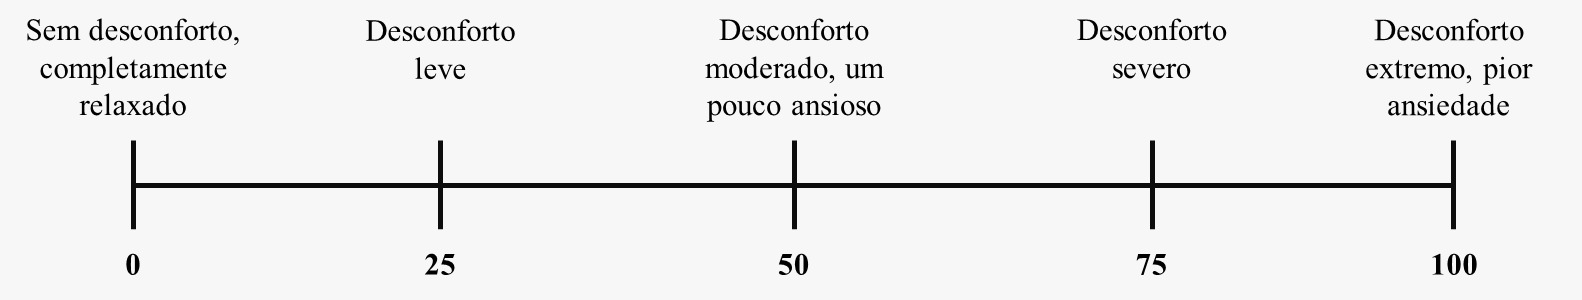 Sem desconforto,
completamente
relaxado
Desconforto
leve
Desconforto
moderado, um
pouco ansioso
Desconforto
severo
Desconforto
extremo, pior
ansiedade
0
25
50
75
100